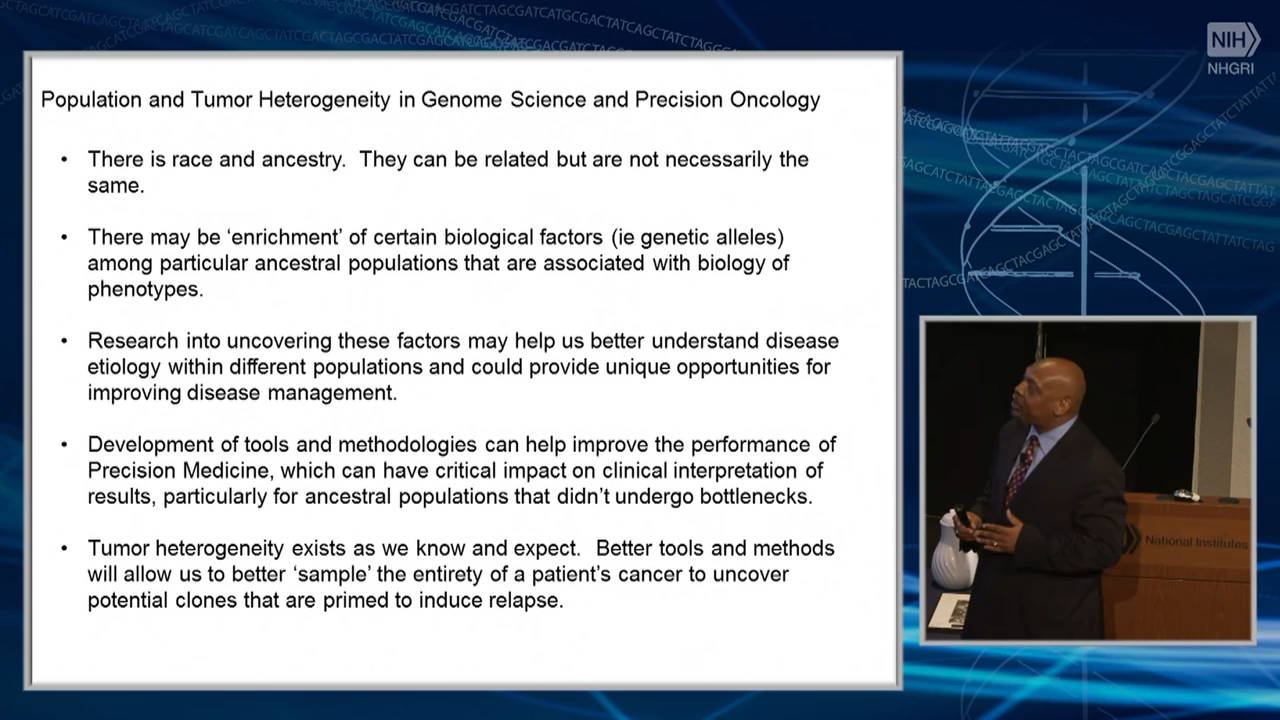 NIH
NHGRI
Population and Tumor Heterogeneity in Genome Science and Precision Oncology
• There is race and ancestry.  They can be related but are not necessarily the
same.
• There may be ‘enrichment’ of certain biological factors (ie genetic alleles)
among particular ancestral populations that are associated with biology of
phenotypes.
• Research into uncovering these factors may help us better understand disease
etiology within different populations and could provide unique opportunities for
improving disease management.
• Development of tools and methodologies can help improve the performance of
Precision Medicine, which can have critical impact on clinical interpretation of
results, particularly for ancestral populations that didn’t undergo bottlenecks.
• Tumor heterogeneity exists as we know and expect.  Better tools and methods
will allow us to better ‘sample’ the entirety of a patient’s cancer to uncover
potential clones that are primed to induce relapse.
National Institutes